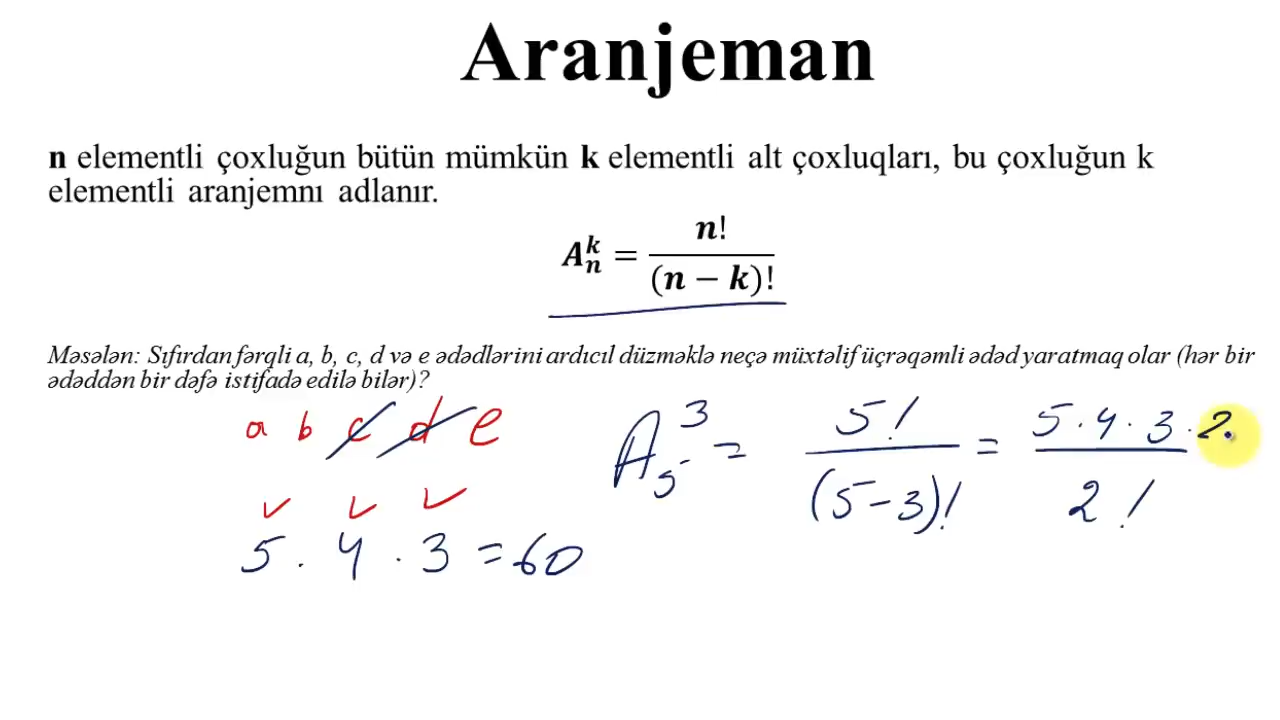 Aranjeman
n elementli çoxluğun bütün mümkün k elementli alt çoxluqları, bu çoxluğun k
elementli aranjemnı adlanır.
A_n^k = n! / (n − k)!
Məsələn: Sıfırdan fərqli a, b, c, d və e ədədlərini ardıcıl düzməklə neçə müxtəlif üçrəqəmli ədəd yaratmaq olar (hər bir
ədəddən bir dəfə istifadə edilə bilər)?
a b c d e
A_5^3 = 5! / (5-3)! = 5 · 4 · 3 · 2. / 2!
5 · 4 · 3 = 60